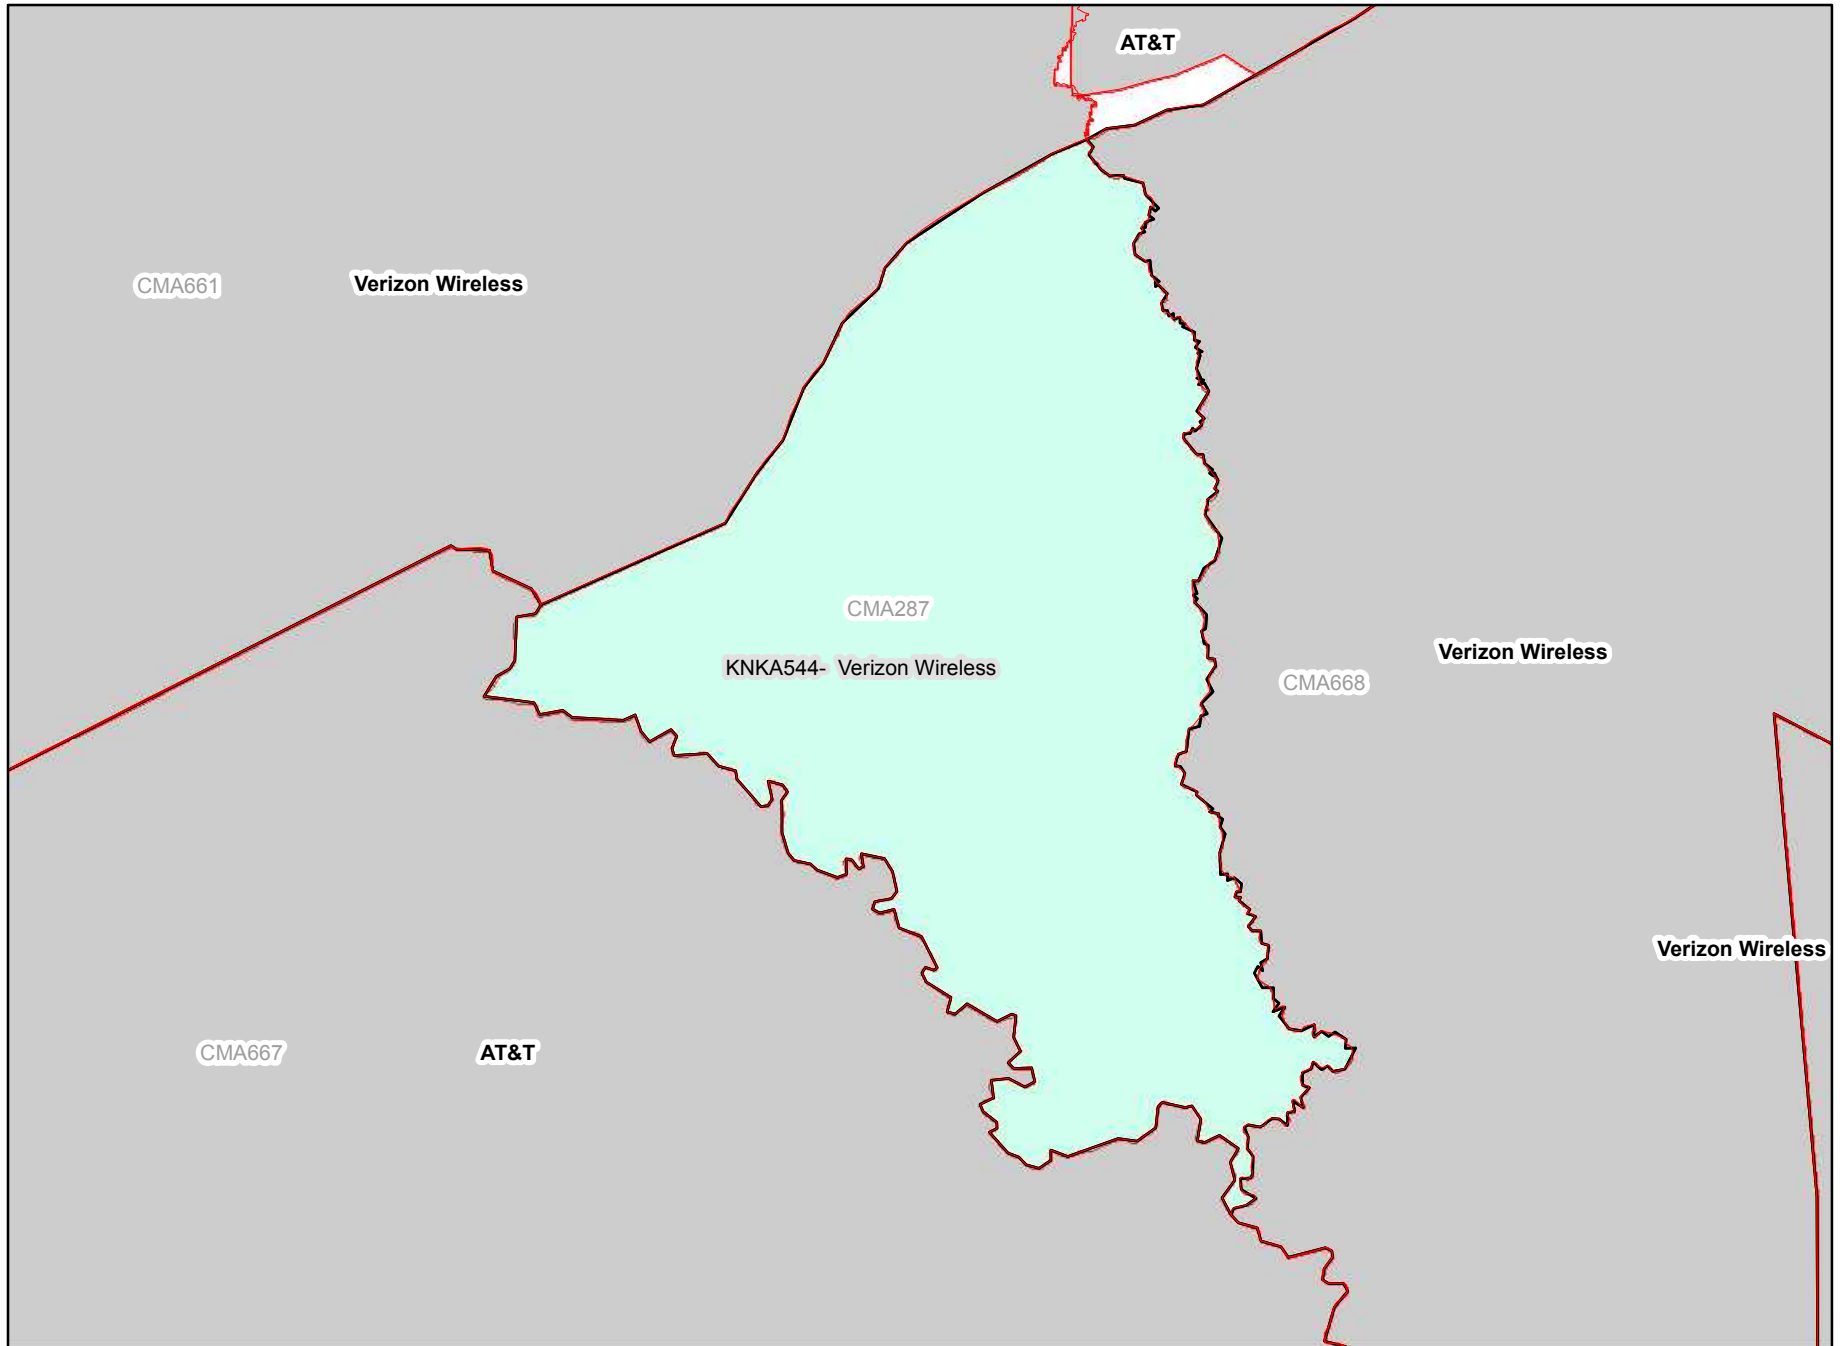 AT&T
CMA661
Verizon Wireless
CMA287
KNKA544- Verizon Wireless
Verizon Wireless
CMA668
Verizon Wireless
CMA667
AT&T